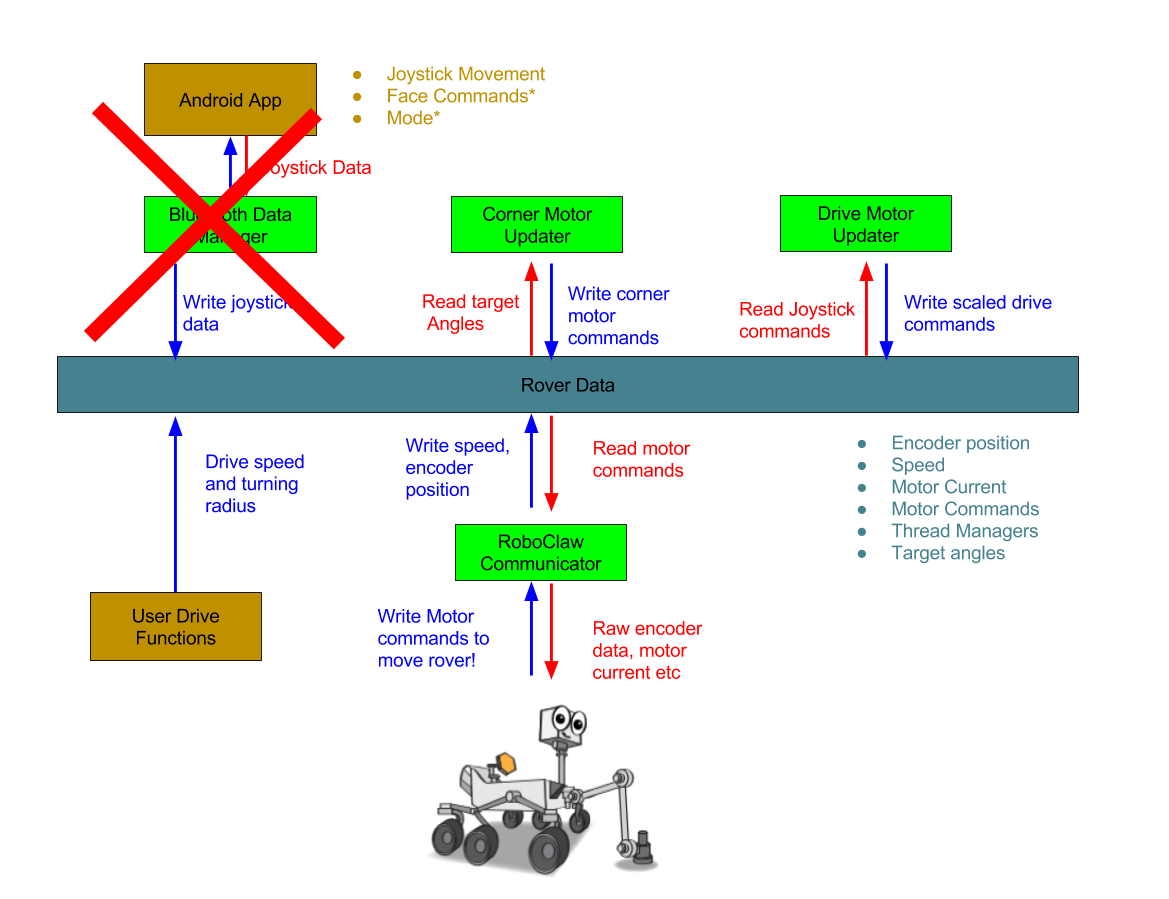 Android App
● Joystick Movement
● Face Commands*
● Mode*
oystick Data
Data
Corner Motor
Updater
Drive Motor
Updater
Write joystick
data
Read target
Angles
Write corner
motor
commands
Read Joystick
commands
Write scaled drive
commands
Rover Data
Drive speed
and turning
radius
Write speed,
encoder
position
Read motor
commands
● Encoder position
● Speed
● Motor Current
● Motor Commands
● Thread Managers
● Target angles
RoboClaw
Communicator
User Drive
Functions
Write Motor
commands to
move rover!
Raw encoder
data, motor
current etc